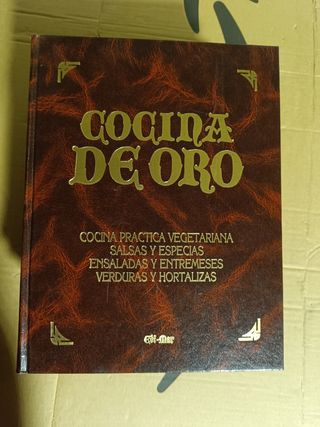 COCINA
DE ORO
COCINA PRACTICA VEGETARIANA
SALSAS Y ESPECIAS
ENSALADAS Y ENTREMESES
VERDURAS Y HORTALIZAS
Edi-Mar